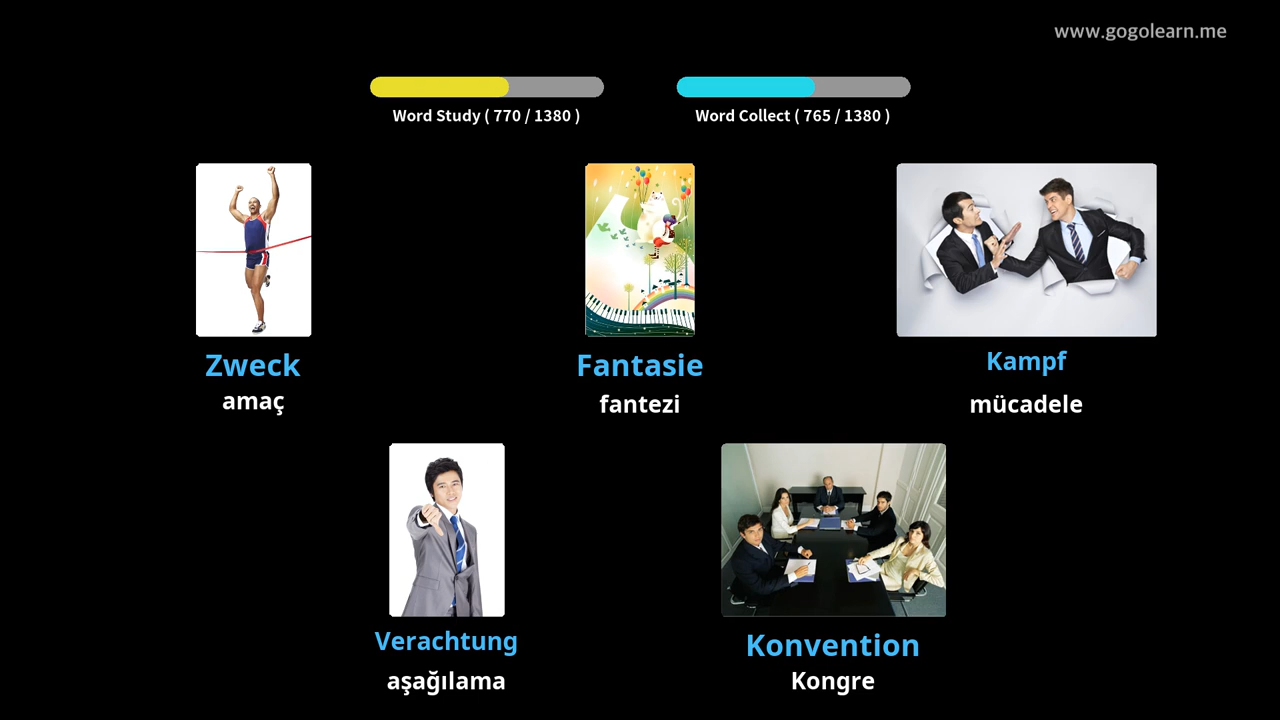 www.gogolearn.me
Word Study ( 770 / 1380 )
Word Collect ( 765 / 1380 )
Zweck
amaç
Fantasie
fantezi
Kampf
mücadele
Verachtung
aşağılama
Konvention
Kongre